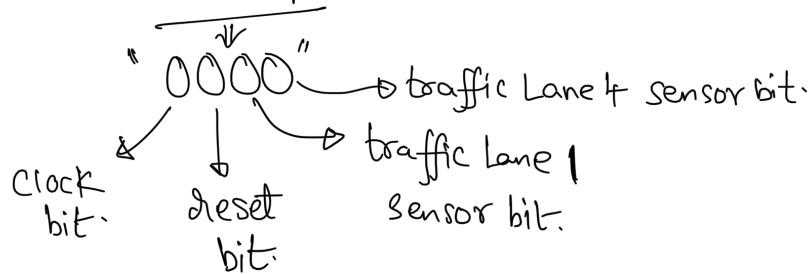 "0000"
traffic Lane 4 sensor bit.
traffic Lane 1
sensor bit.
clock
bit.
reset
bit.